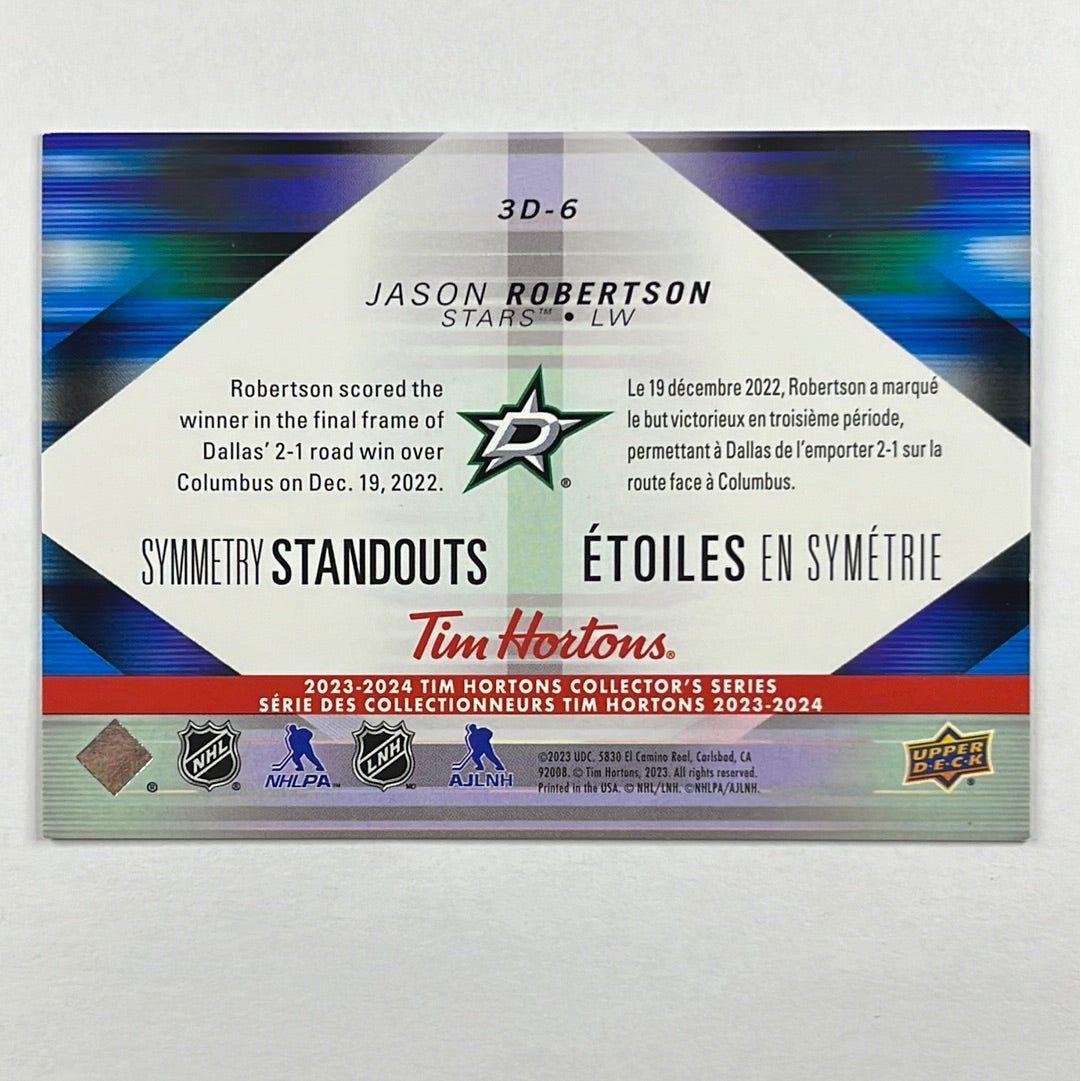 3D-6
JASON ROBERTSON
STARS™ • LW
Robertson scored the
winner in the final frame of
Dallas' 2-1 road win over
Columbus on Dec. 19, 2022.
D
®
Le 19 décembre 2022, Robertson a marqué
le but victorieux en troisième période,
permettant à Dallas de l'emporter 2-1 sur la
route face à Columbus.
SYMMETRY STANDOUTS
ÉTOILES EN SYMÉTRIE
Tim Hortons®
2023-2024 TIM HORTONS COLLECTOR'S SERIES
SÉRIE DES COLLECTIONNEURS TIM HORTONS 2023-2024
®
NHL®
NHLPA™
LNH MD
AJLNH
©2023 UDC. 5830 El Camino Real, Carlsbad, CA
92008. © Tim Hortons, 2023. All rights reserved.
Printed in the USA. © NHL/LNH. ©NHLPA/AJLNH.
UPPER
D•E•C•K®